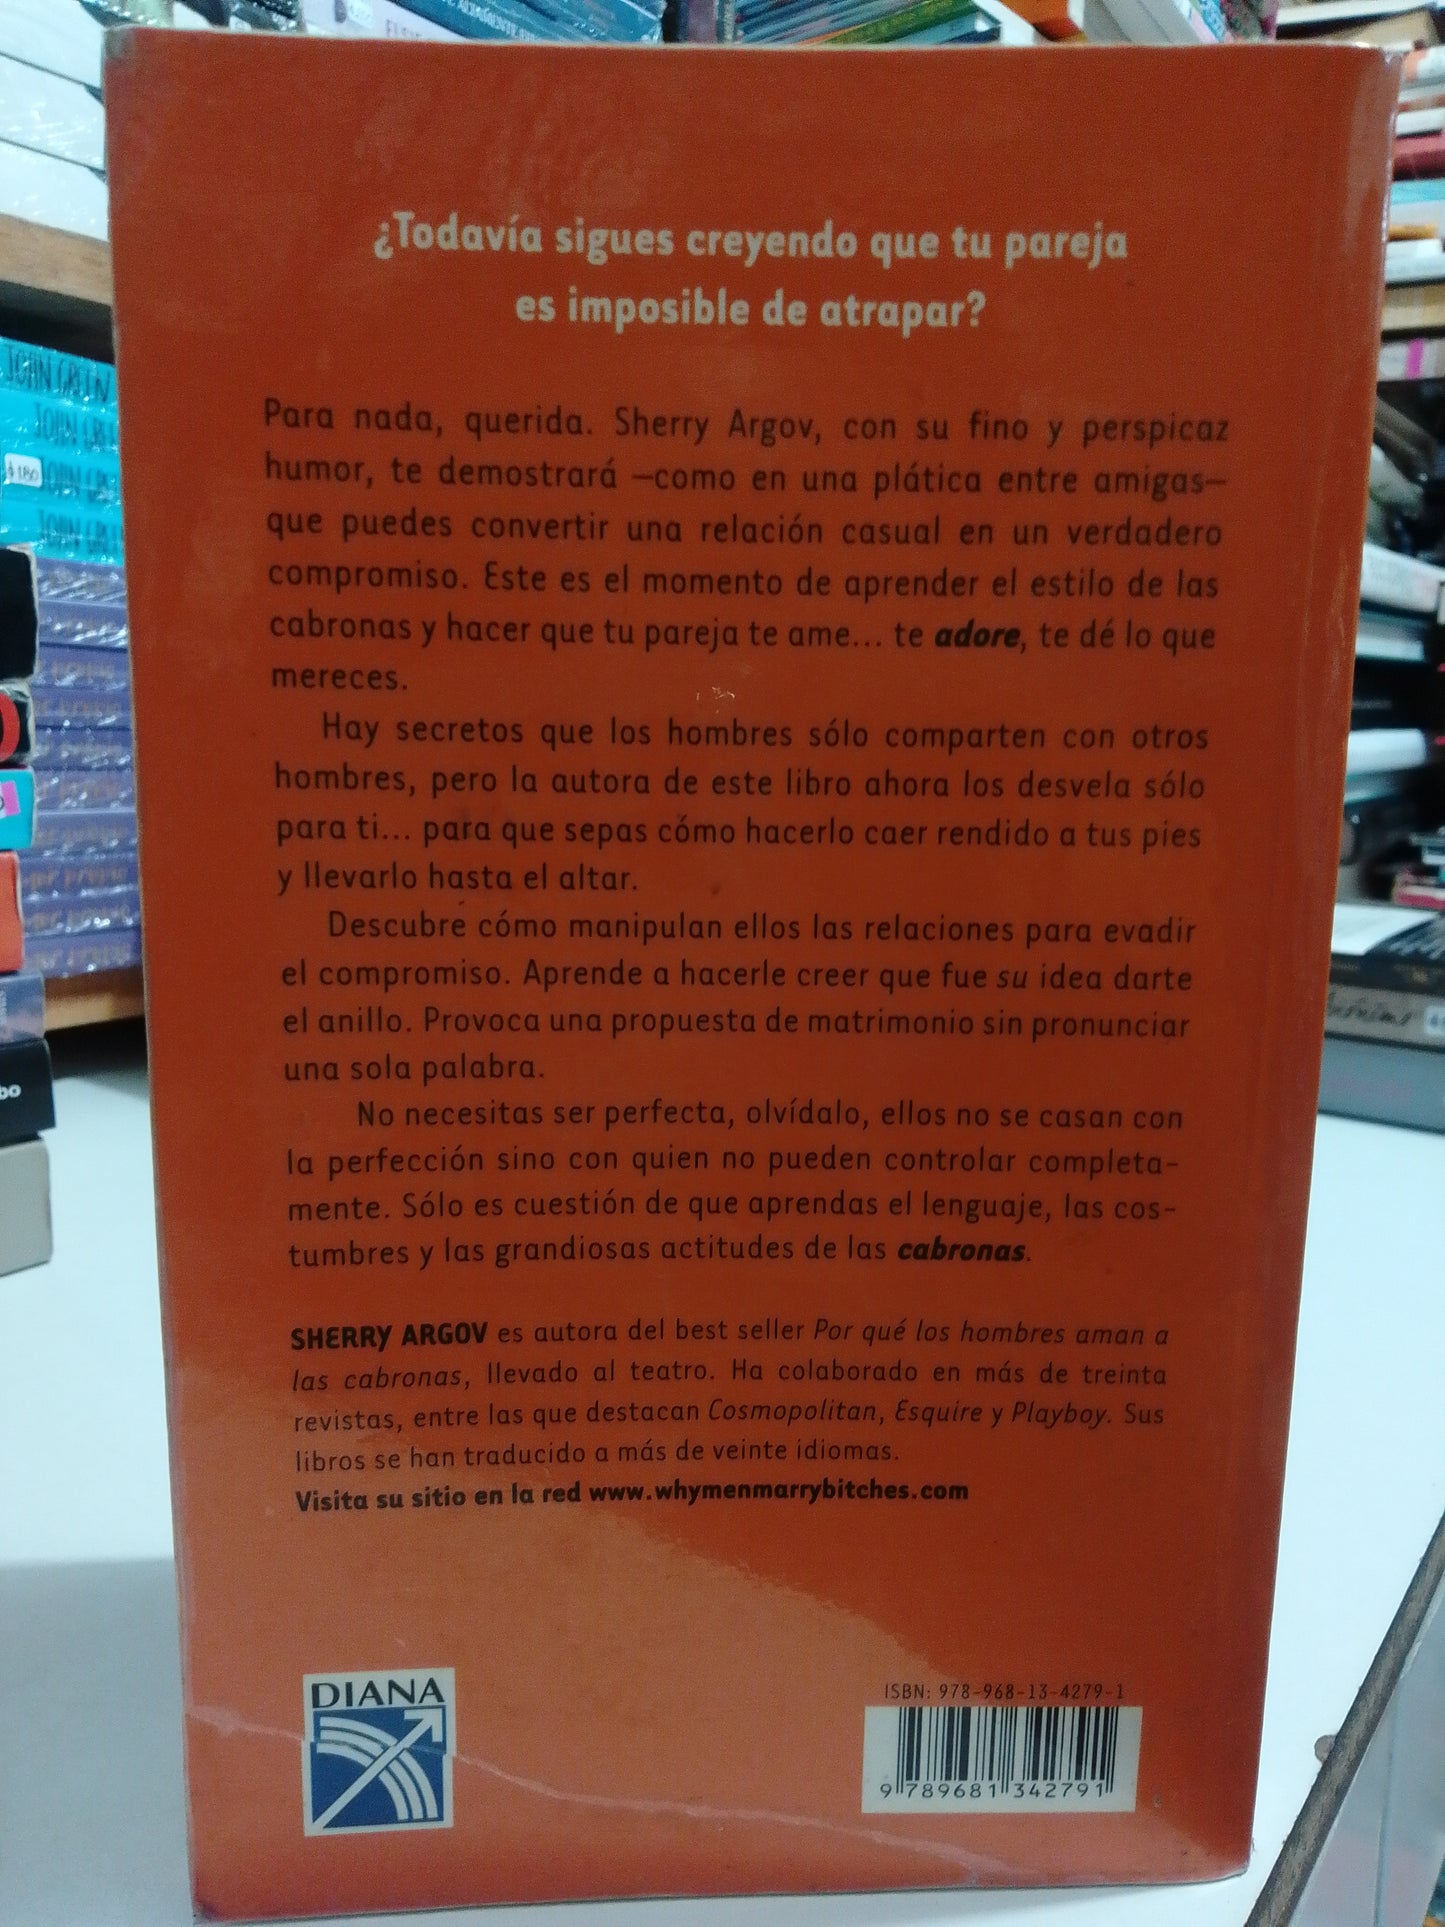 ¿Todavía sigues creyendo que tu pareja
es imposible de atrapar?
Para nada, querida. Sherry Argov, con su fino y perspicaz
humor, te demostrará —como en una plática entre amigas—
que puedes convertir una relación casual en un verdadero
compromiso. Este es el momento de aprender el estilo de las
cabronas y hacer que tu pareja te ame... te adore, te dé lo que
mereces.
Hay secretos que los hombres sólo comparten con otros
hombres, pero la autora de este libro ahora los desvela sólo
para ti... para que sepas cómo hacerlo caer rendido a tus pies
y llevarlo hasta el altar.
Descubre cómo manipulan ellos las relaciones para evadir
el compromiso. Aprende a hacerle creer que fue su idea darte
el anillo. Provoca una propuesta de matrimonio sin pronunciar
una sola palabra.
No necesitas ser perfecta, olvídalo, ellos no se casan con
la perfección sino con quien no pueden controlar completa-
mente. Sólo es cuestión de que aprendas el lenguaje, las cos-
tumbres y las grandiosas actitudes de las cabronas.
SHERRY ARGOV es autora del best seller Por qué los hombres aman a
las cabronas, llevado al teatro. Ha colaborado en más de treinta
revistas, entre las que destacan Cosmopolitan, Esquire y Playboy. Sus
libros se han traducido a más de veinte idiomas.
Visita su sitio en la red www.whymenmarrybitches.com
DIANA
ISBN: 978-968-13-4279-1
9 789681 342791
JOHN GREEN
JOHN
JOHN
JOHN
$180